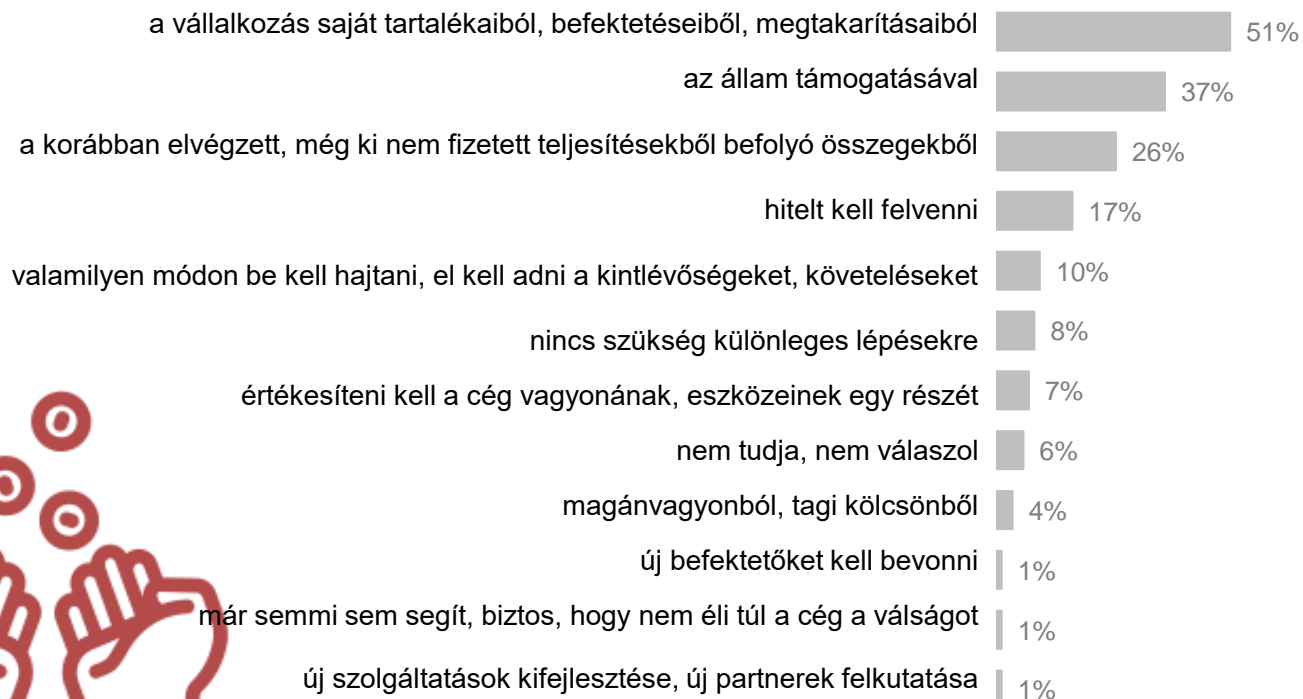 a vállalkozás saját tartalékaiból, befektetéseiből, megtakarításaiból 51%
az állam támogatásával 37%
a korábban elvégzett, még ki nem fizetett teljesítésekből befolyó összegekből 26%
hitelt kell felvenni 17%
valamilyen módon be kell hajtani, el kell adni a kintlévőségeket, követeléseket 10%
nincs szükség különleges lépésekre 8%
értékesíteni kell a cég vagyonának, eszközeinek egy részét 7%
nem tudja, nem válaszol 6%
magánvagyonból, tagi kölcsönből 4%
új befektetőket kell bevonni 1%
már semmi sem segít, biztos, hogy nem éli túl a cég a válságot 1%
új szolgáltatások kifejlesztése, új partnerek felkutatása 1%